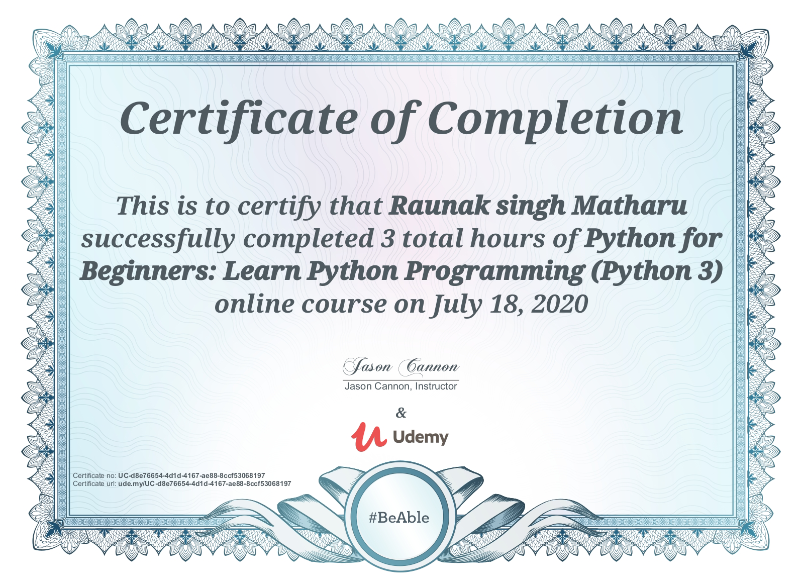 Certificate of Completion
This is to certify that Raunak singh Matharu
successfully completed 3 total hours of Python for
Beginners: Learn Python Programming (Python 3)
online course on July 18, 2020
Jason Cannon
Jason Cannon, Instructor
&
Udemy
Certificate no: UC-d8e76654-4d1d-4167-ae88-8ccf53068197
Certificate url: ude.my/UC-d8e76654-4d1d-4167-ae88-8ccf53068197
#BeAble